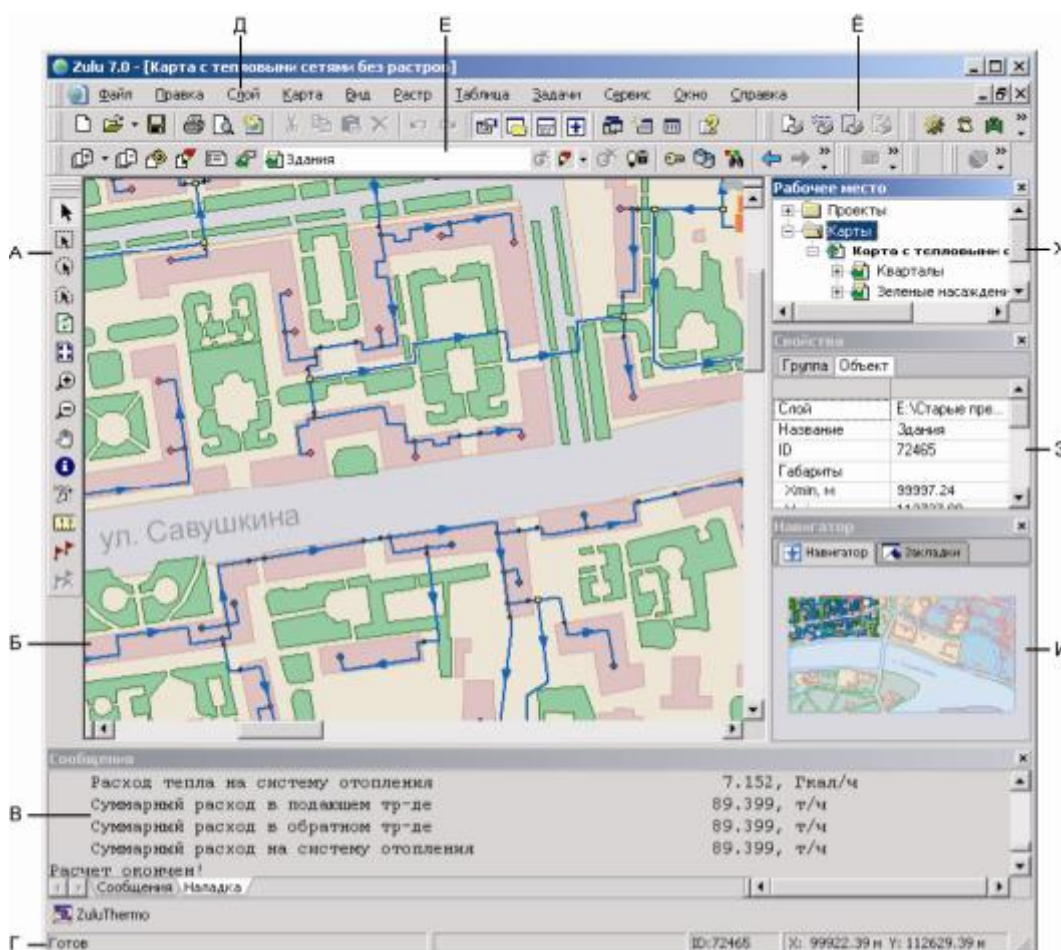 Д Е Ё
Zulu 7.0 - [Карта с тепловыми сетями без растров]
Файл Правка Слой Карта Вид Растр Таблица Задачи Сервис Окно Справка
Здания
А
Б
В
Г
ул. Савушкина
Рабочее место
Проекты
Карты
Карта с тепловыми с
Кварталы
Зеленые насажден
Свойства
Группа Объект
Слой E:\Старые пре...
Название Здания
ID 72465
Габариты
Xmin, м 99997.24
З
Навигатор
Навигатор Закладки
Сообщения
Расход тепла на систему отопления 7.152, Гкал/ч
Суммарный расход в подающем тр-де 89.399, т/ч
Суммарный расход в обратном тр-де 89.399, т/ч
Суммарный расход на систему отопления 89.399, т/ч
Расчет окончен!
Сообщения Наладка
ZuluThermo
Готов ID:72465 X: 99922.39 м Y: 112629.39 м